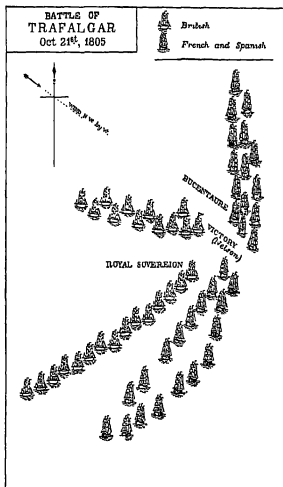 BATTLE OF
TRAFALGAR
Oct 21st, 1805
British
French and Spanish
BUCENTAURE
VICTORY
(Nelson)
ROYAL SOVEREIGN